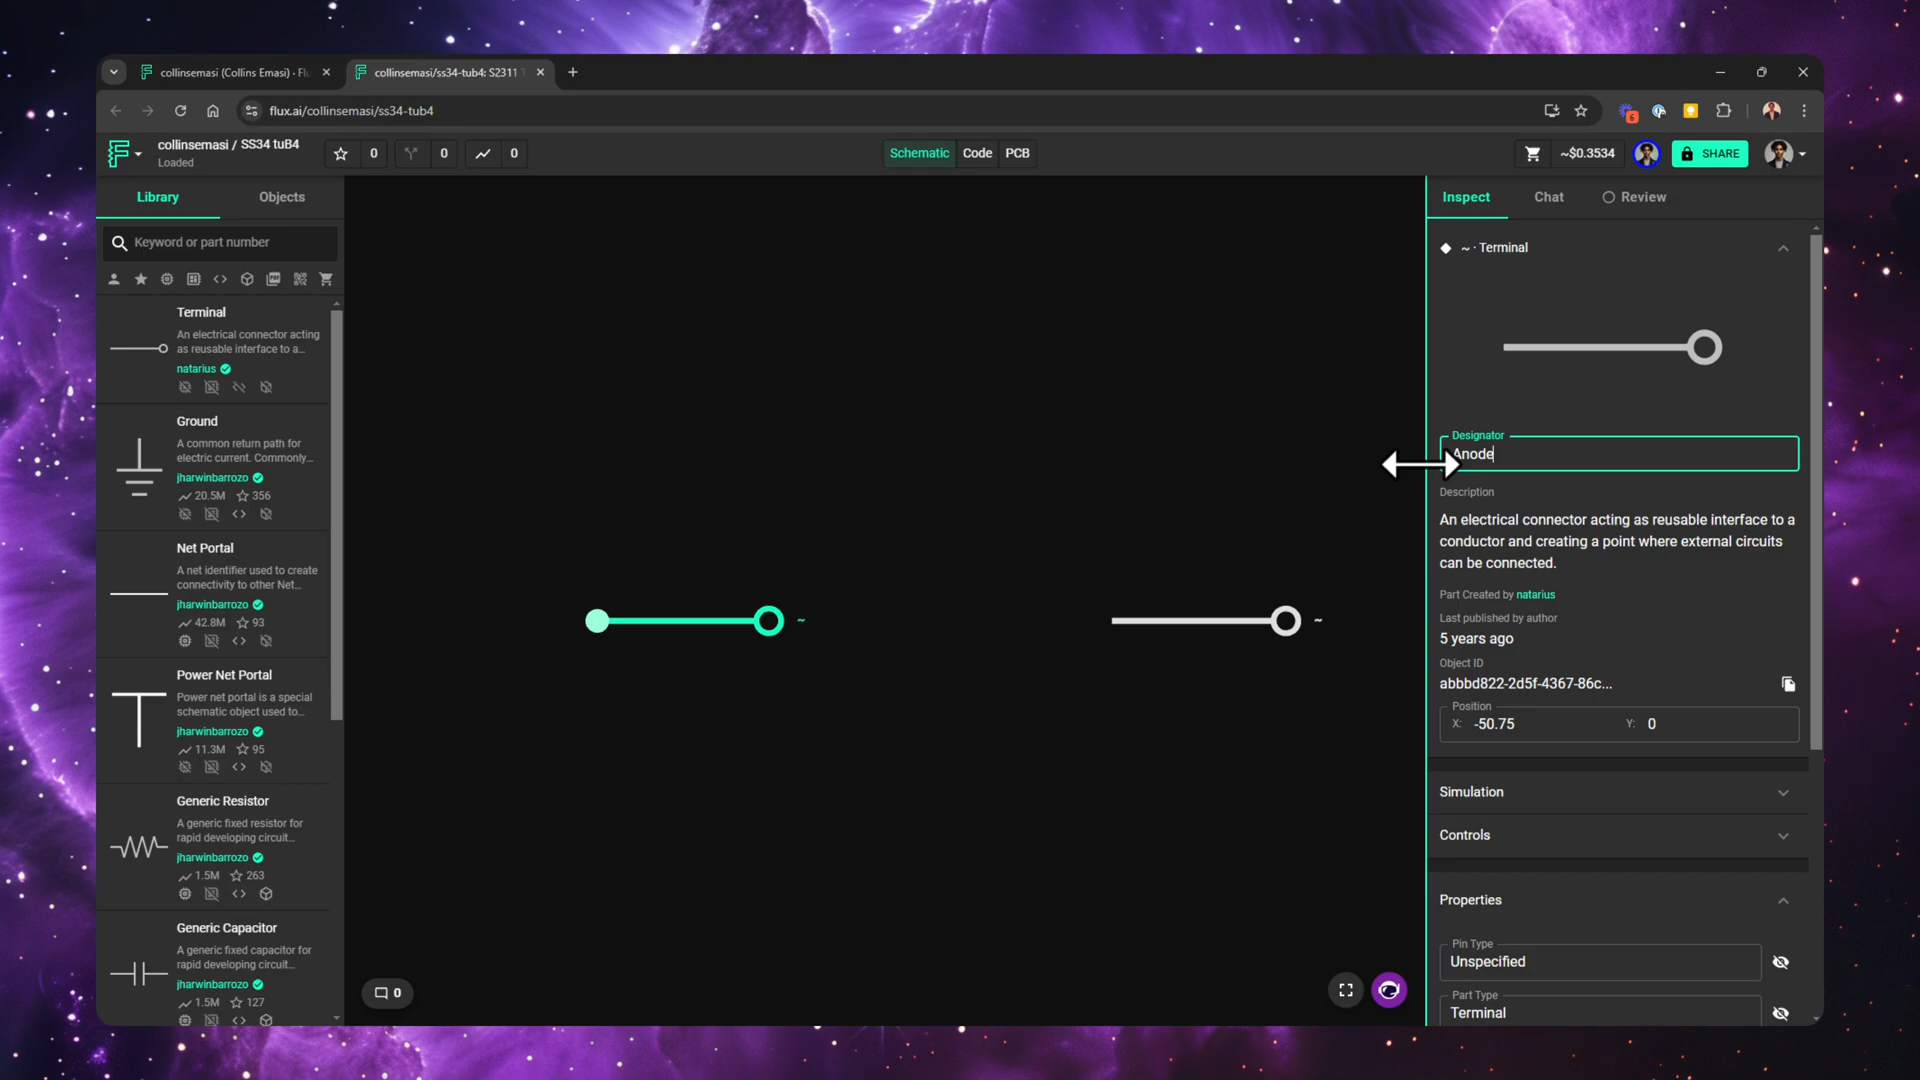 collinsemasi (Collins Emasi) · Flu
collinsemasi/ss34-tub4: S2311 T
flux.ai/collinsemasi/ss34-tub4
6
collinsemasi / SS34 tuB4
Loaded
0
0
0
Schematic
Code
PCB
~$0.3534
SHARE
Library
Objects
Keyword or part number
Terminal
An electrical connector acting
as reusable interface to a...
natarius
Ground
A common return path for
electric current. Commonly...
jharwinbarrozo
20.5M
356
Net Portal
A net identifier used to create
connectivity to other Net...
jharwinbarrozo
42.8M
93
Power Net Portal
Power net portal is a special
schematic object used to...
jharwinbarrozo
11.3M
95
Generic Resistor
A generic fixed resistor for
rapid developing circuit...
jharwinbarrozo
1.5M
263
Generic Capacitor
A generic fixed capacitor for
rapid developing circuit...
jharwinbarrozo
1.5M
127
~
~
0
Inspect
Chat
Review
~ · Terminal
Designator
Anode
Description
An electrical connector acting as reusable interface to a
conductor and creating a point where external circuits
can be connected.
Part Created by natarius
Last published by author
5 years ago
Object ID
abbbd822-2d5f-4367-86c...
Position
X: -50.75
Y: 0
Simulation
Controls
Properties
Pin Type
Unspecified
Part Type
Terminal